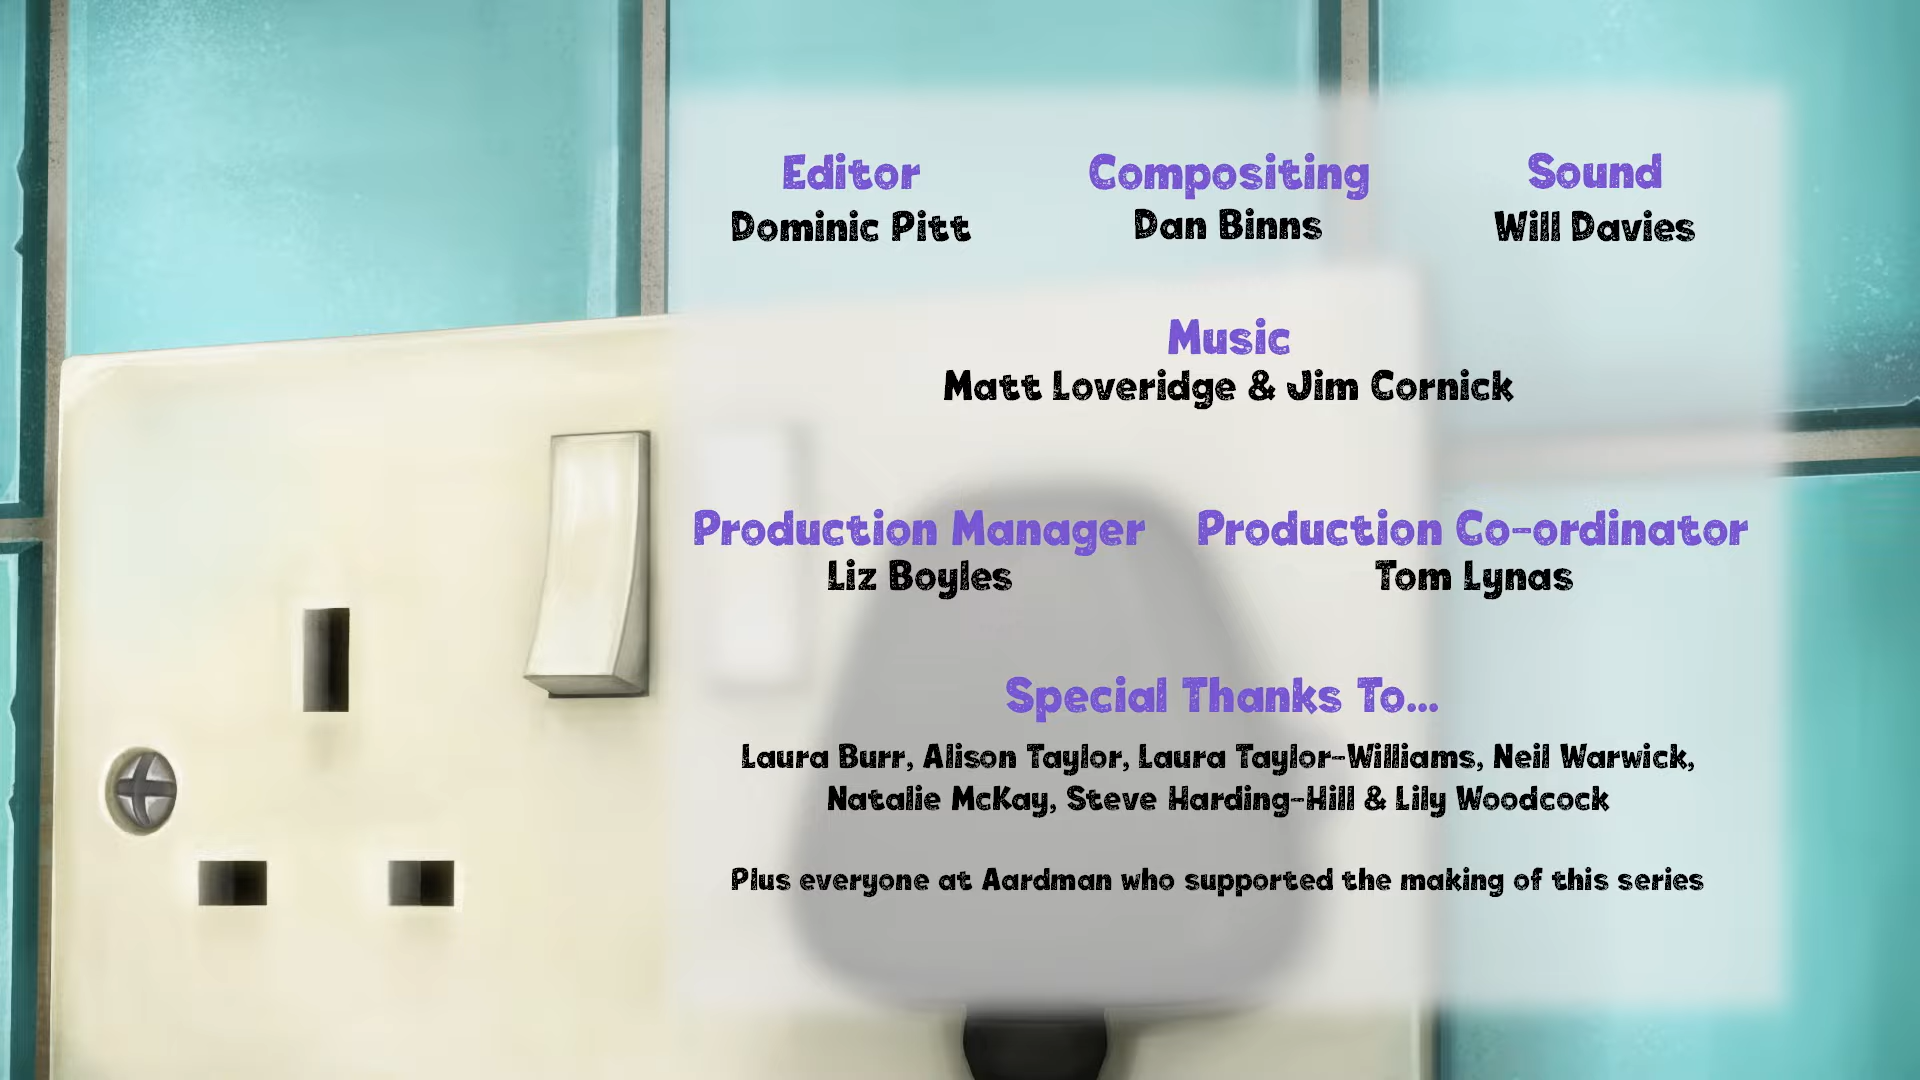 Editor
Dominic Pitt
Compositing
Dan Binns
Sound
Will Davies
Music
Matt Loveridge & Jim Cornick
Production Manager
Liz Boyles
Production Co-ordinator
Tom Lynas
Special Thanks To...
Laura Burr, Alison Taylor, Laura Taylor-Williams, Neil Warwick,
Natalie McKay, Steve Harding-Hill & Lily Woodcock
Plus everyone at Aardman who supported the making of this series